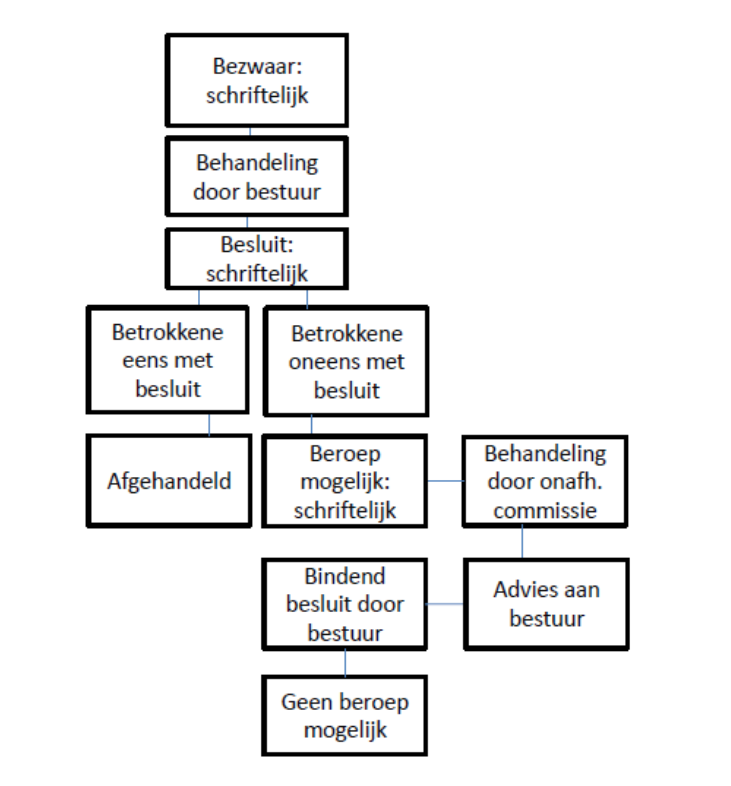 Bezwaar:
schriftelijk
Behandeling
door bestuur
Besluit:
schriftelijk
Betrokkene
eens met
besluit
Betrokkene
oneens met
besluit
Afgehandeld
Beroep
mogelijk:
schriftelijk
Behandeling
door onafh.
commissie
Advies aan
bestuur
Bindend
besluit door
bestuur
Geen beroep
mogelijk